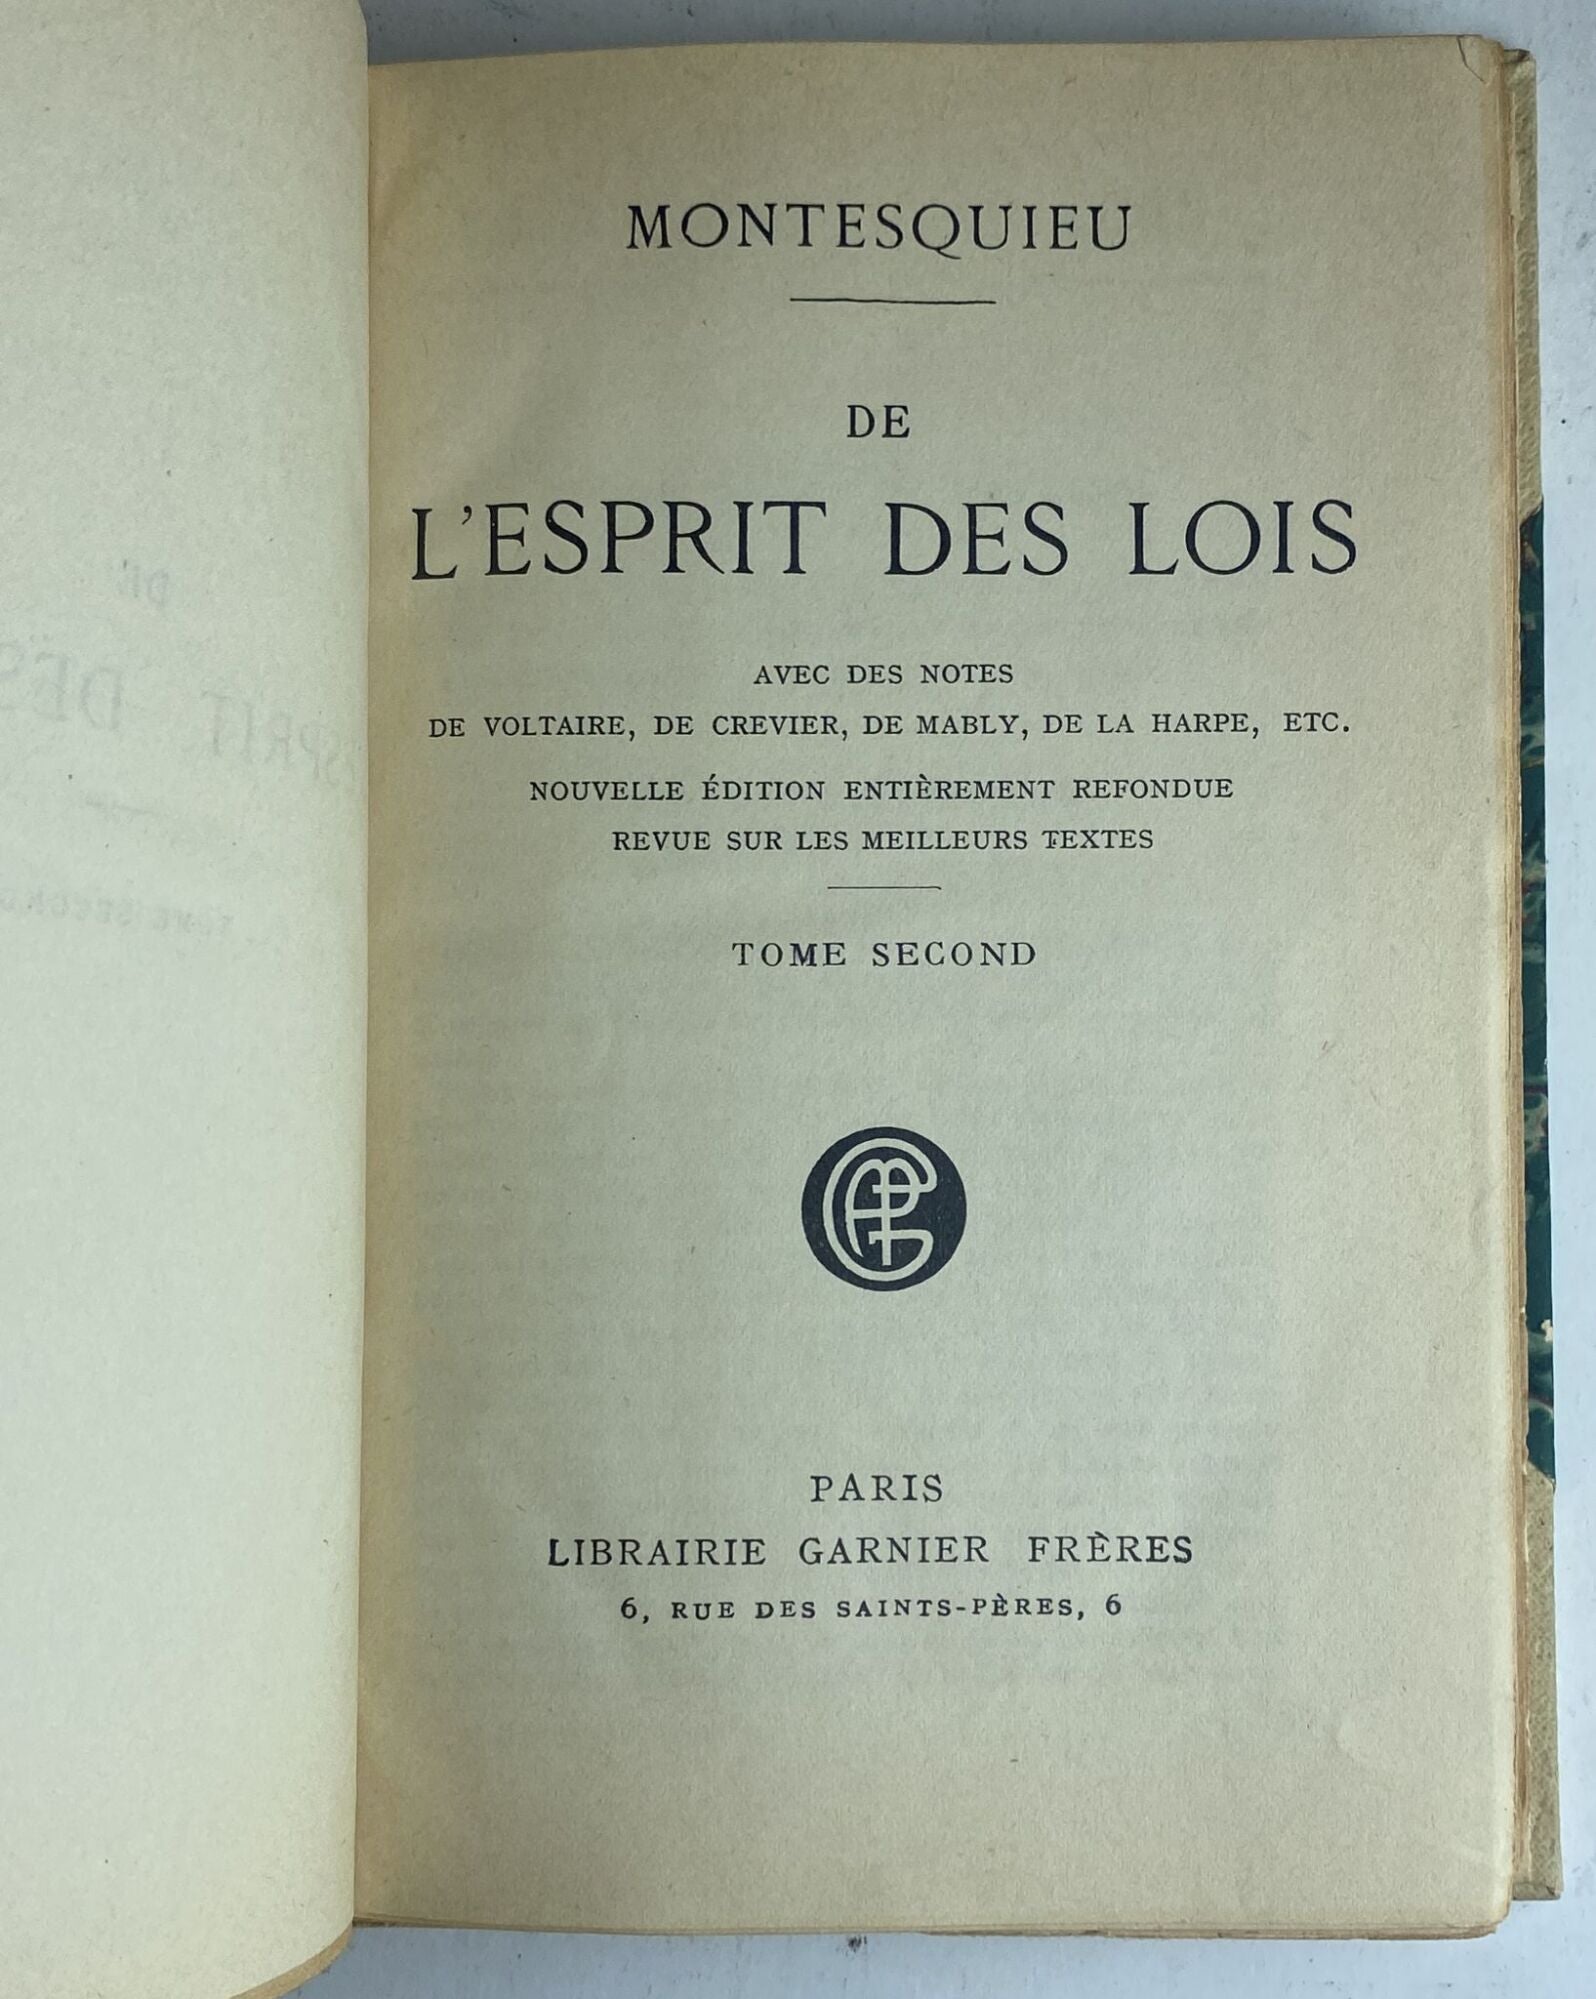 MONTESQUIEU
DE
L'ESPRIT DES LOIS
AVEC DES NOTES
DE VOLTAIRE, DE CREVIER, DE MABLY, DE LA HARPE, ETC.
NOUVELLE ÉDITION ENTIÈREMENT REFONDUE
REVUE SUR LES MEILLEURS TEXTES
TOME SECOND
PARIS
LIBRAIRIE GARNIER FRÈRES
6, RUE DES SAINTS-PÈRES, 6